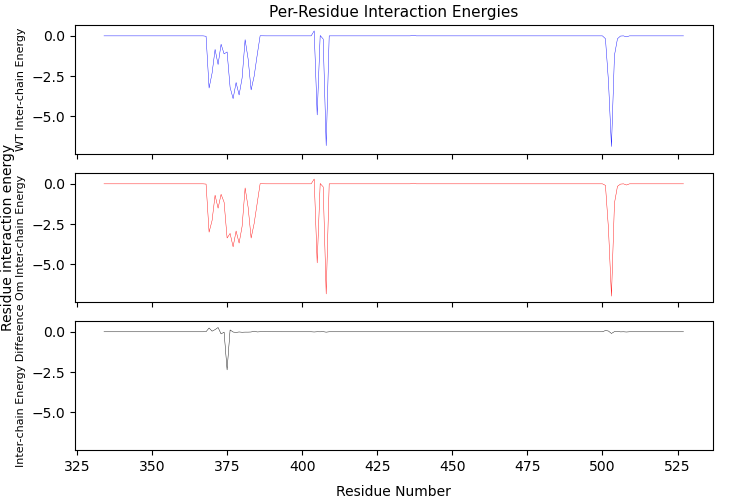 Per-Residue Interaction Energies
WT Inter-chain Energy
0.0
−2.5
−5.0
Residue interaction energy
Om Inter-chain Energy
0.0
−2.5
−5.0
Inter-chain Energy Difference
0.0
−2.5
−5.0
325 350 375 400 425 450 475 500 525
Residue Number